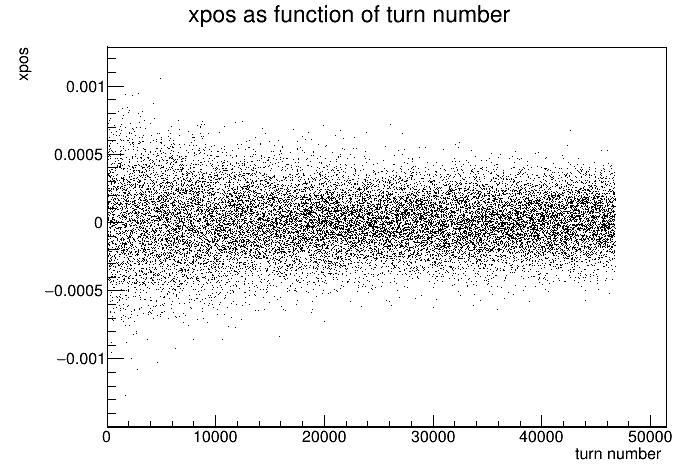 xpos as function of turn number
xpos
0.001
0.0005
0
−0.0005
−0.001
0 10000 20000 30000 40000 50000
turn number